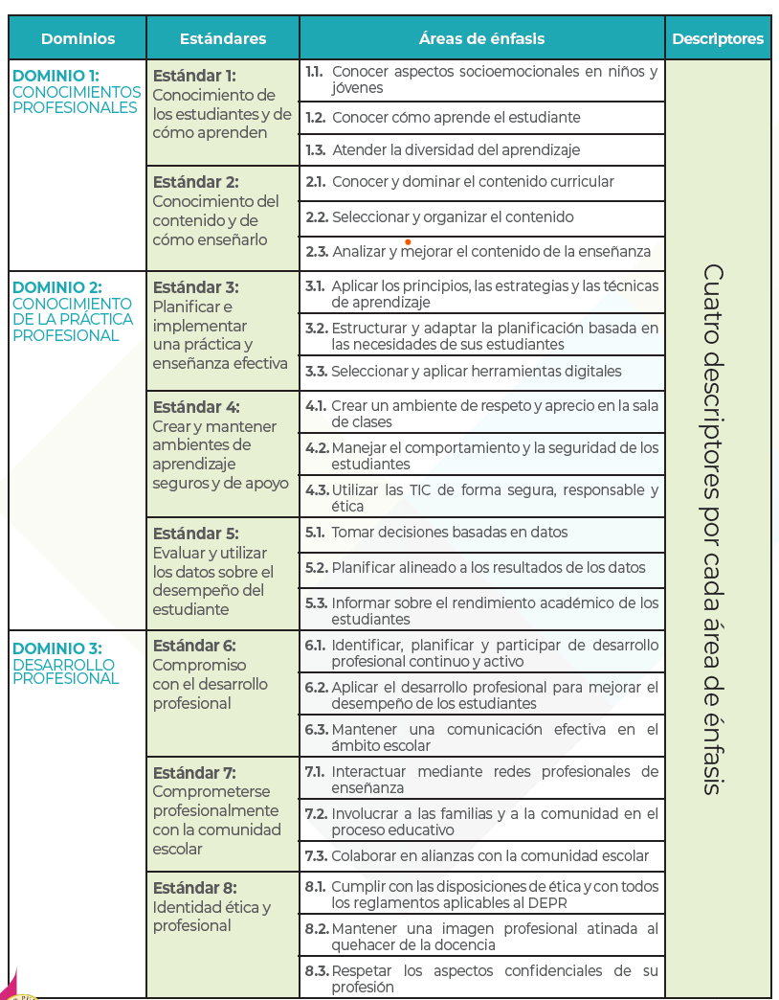 Dominios
Estándares
Áreas de énfasis
Descriptores
DOMINIO 1:
CONOCIMIENTOS
PROFESIONALES
Estándar 1:
Conocimiento de
los estudiantes y de
cómo aprenden
1.1. Conocer aspectos socioemocionales en niños y
jóvenes
1.2. Conocer cómo aprende el estudiante
1.3. Atender la diversidad del aprendizaje
Estándar 2:
Conocimiento del
contenido y de
cómo enseñarlo
2.1. Conocer y dominar el contenido curricular
2.2. Seleccionar y organizar el contenido
2.3. Analizar y mejorar el contenido de la enseñanza
DOMINIO 2:
CONOCIMIENTO
DE LA PRÁCTICA
PROFESIONAL
Estándar 3:
Planificar e
implementar
una práctica y
enseñanza efectiva
3.1. Aplicar los principios, las estrategias y las técnicas
de aprendizaje
3.2. Estructurar y adaptar la planificación basada en
las necesidades de sus estudiantes
3.3. Seleccionar y aplicar herramientas digitales
Estándar 4:
Crear y mantener
ambientes de
aprendizaje
seguros y de apoyo
4.1. Crear un ambiente de respeto y aprecio en la sala
de clases
4.2. Manejar el comportamiento y la seguridad de los
estudiantes
4.3. Utilizar las TIC de forma segura, responsable y
ética
Estándar 5:
Evaluar y utilizar
los datos sobre el
desempeño del
estudiante
5.1. Tomar decisiones basadas en datos
5.2. Planificar alineado a los resultados de los datos
5.3. Informar sobre el rendimiento académico de los
estudiantes
DOMINIO 3:
DESARROLLO
PROFESIONAL
Estándar 6:
Compromiso
con el desarrollo
profesional
6.1. Identificar, planificar y participar de desarrollo
profesional continuo y activo
6.2. Aplicar el desarrollo profesional para mejorar el
desempeño de los estudiantes
6.3. Mantener una comunicación efectiva en el
ámbito escolar
Estándar 7:
Comprometerse
profesionalmente
con la comunidad
escolar
7.1. Interactuar mediante redes profesionales de
enseñanza
7.2. Involucrar a las familias y a la comunidad en el
proceso educativo
7.3. Colaborar en alianzas con la comunidad escolar
Estándar 8:
Identidad ética y
profesional
8.1. Cumplir con las disposiciones de ética y con todos
los reglamentos aplicables al DEPR
8.2. Mantener una imagen profesional atinada al
quehacer de la docencia
8.3. Respetar los aspectos confidenciales de su
profesión
Cuatro descriptores por cada área de énfasis